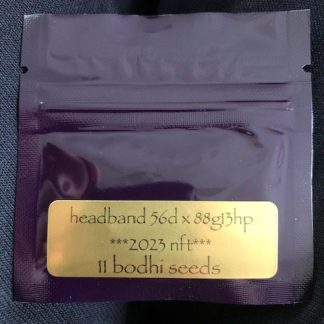 headband 56d x 88g13hp
***2023 nft***
11 bodhi seeds